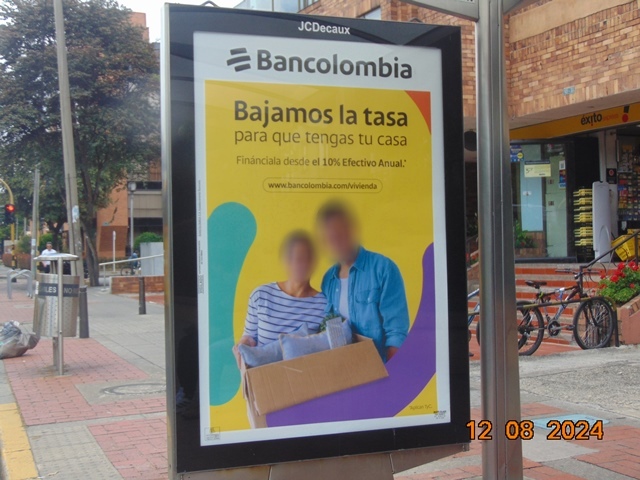 JCDecaux
Bancolombia
Bajamos la tasa
para que tengas tu casa
Fináncíala desde el 10% Efectivo Anual.*
www.bancolombia.com/vivienda
éxito
12 08 2024